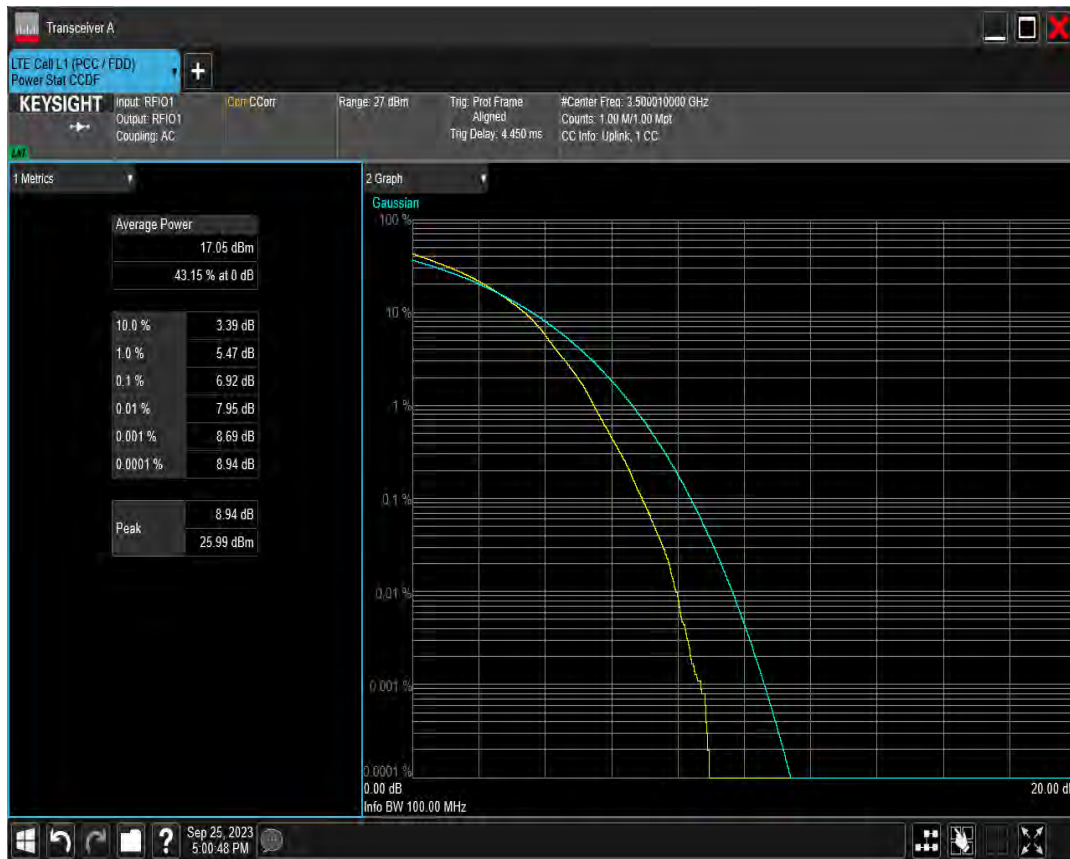 Transceiver A
LTE Cell L1 (PCC / FDD)
Power Stat CCDF
KEYSIGHT
Input: RFIO1
Output: RFIO1
Coupling: AC
Corr CCorr
Range: 27 dBm
Trig: Prot Frame
Aligned
Trig Delay: 4.450 ms
#Center Freq: 3.500010000 GHz
Counts: 1.00 M/1.00 Mpt
CC Info: Uplink, 1 CC
1 Metrics
Average Power
17.05 dBm
43.15 % at 0 dB
10.0 % 3.39 dB
1.0 % 5.47 dB
0.1 % 6.92 dB
0.01 % 7.95 dB
0.001 % 8.69 dB
0.0001 % 8.94 dB
Peak
8.94 dB
25.99 dBm
2 Graph
Gaussian
100 %
10 %
1 %
0.1 %
0.01 %
0.001 %
0.0001 %
0.00 dB
20.00 d
Info BW 100.00 MHz
Sep 25, 2023
5:00:48 PM